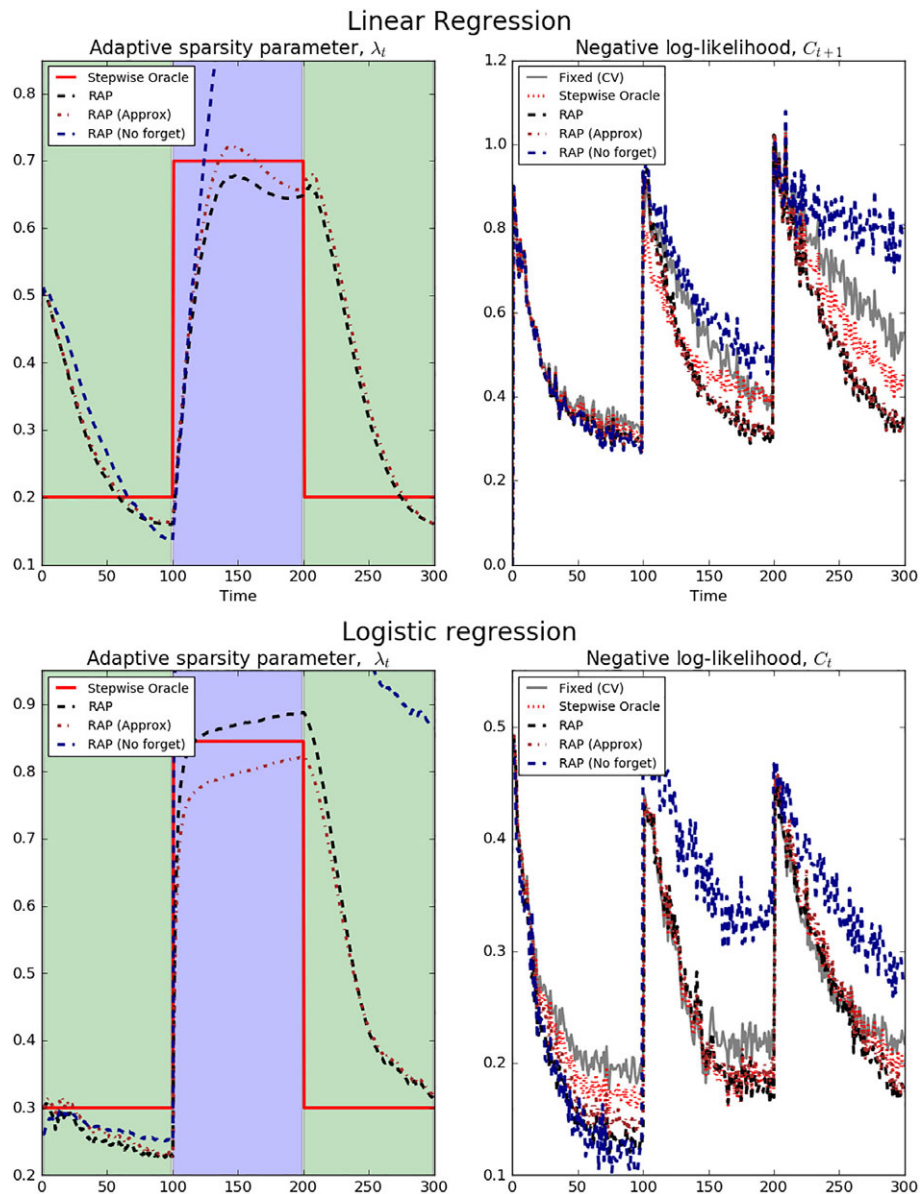 Linear Regression
Adaptive sparsity parameter, λt
Negative log-likelihood, Ct+1
Stepwise Oracle
RAP
RAP (Approx)
RAP (No forget)
0.8
0.7
0.6
0.5
0.4
0.3
0.2
0.1
0 50 100 150 200 250 300
Time
Fixed (CV)
Stepwise Oracle
RAP
RAP (Approx)
RAP (No forget)
1.2
1.0
0.8
0.6
0.4
0.2
0.0
0 50 100 150 200 250 300
Time
Logistic regression
Adaptive sparsity parameter, λt
Negative log-likelihood, Ct
Stepwise Oracle
RAP
RAP (Approx)
RAP (No forget)
0.9
0.8
0.7
0.6
0.5
0.4
0.3
0.2
0 50 100 150 200 250 300
Fixed (CV)
Stepwise Oracle
RAP
RAP (Approx)
RAP (No forget)
0.5
0.4
0.3
0.2
0.1
0 50 100 150 200 250 300